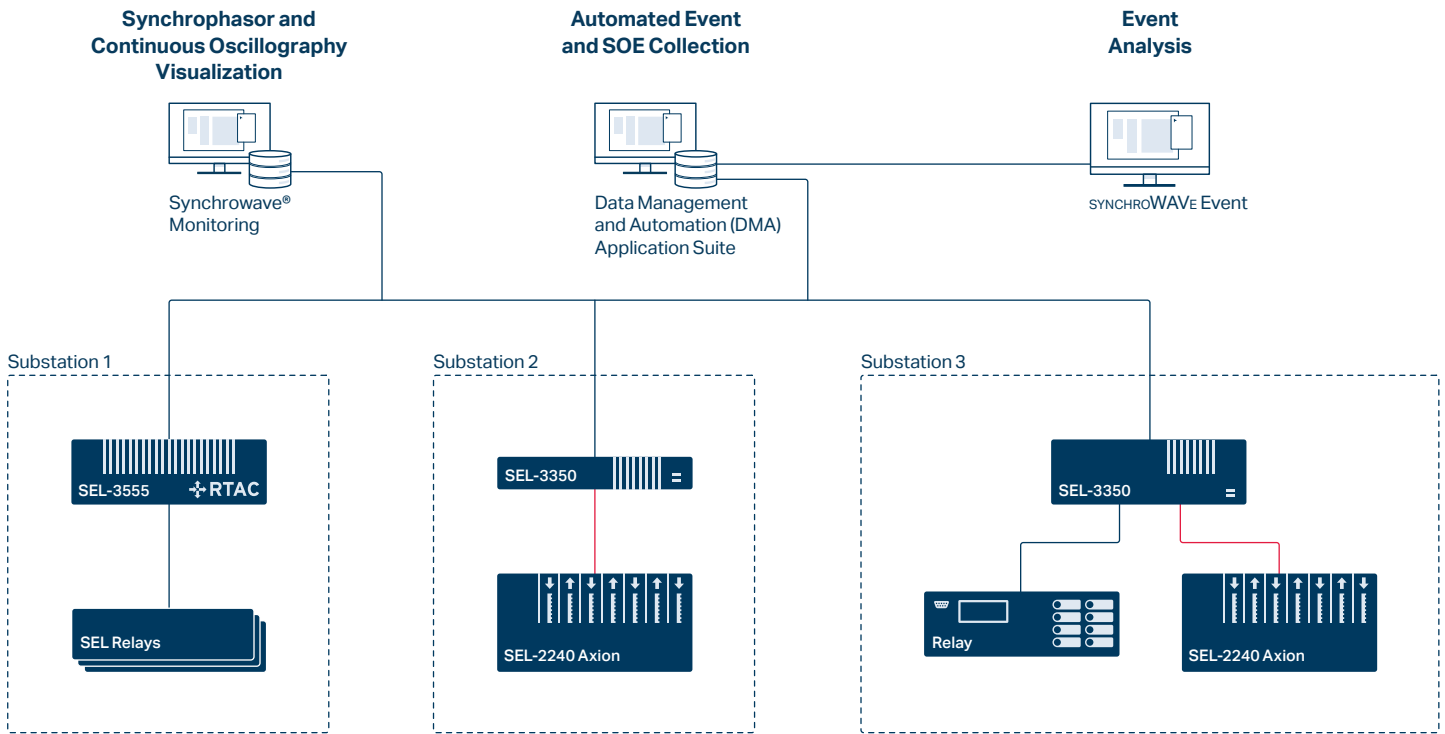 Synchrophasor and
Continuous Oscillography
Visualization
Automated Event
and SOE Collection
Event
Analysis
Synchrowave®
Monitoring
Data Management
and Automation (DMA)
Application Suite
SYNCHROWAVE Event
Substation 1
Substation 2
Substation 3
SEL-3555
RTAC
SEL-3350
SEL-3350
SEL Relays
SEL-2240 Axion
Relay
SEL-2240 Axion